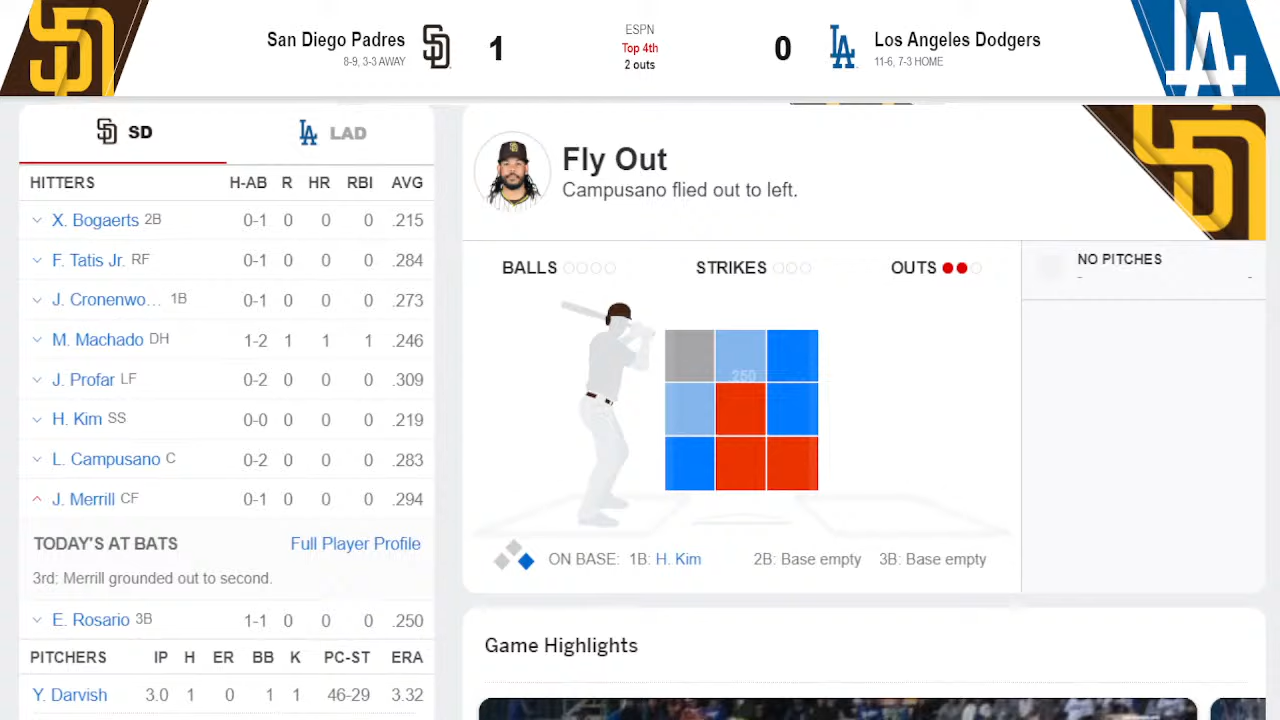 San Diego Padres
8-9, 3-3 AWAY
1
ESPN
Top 4th
2 outs
0
Los Angeles Dodgers
11-6, 7-3 HOME
SD
LAD
HITTERS H-AB R HR RBI AVG
X. Bogaerts 2B 0-1 0 0 0 .215
F. Tatis Jr. RF 0-1 0 0 0 .284
J. Cronenwo... 1B 0-1 0 0 0 .273
M. Machado DH 1-2 1 1 1 .246
J. Profar LF 0-2 0 0 0 .309
H. Kim SS 0-0 0 0 0 .219
L. Campusano C 0-2 0 0 0 .283
J. Merrill CF 0-1 0 0 0 .294
TODAY'S AT BATS Full Player Profile
3rd: Merrill grounded out to second.
E. Rosario 3B 1-1 0 0 0 .250
PITCHERS IP H ER BB K PC-ST ERA
Y. Darvish 3.0 1 0 1 1 46-29 3.32
Fly Out
Campusano flied out to left.
BALLS STRIKES OUTS
NO PITCHES
- -
250
ON BASE: 1B: H. Kim 2B: Base empty 3B: Base empty
Game Highlights